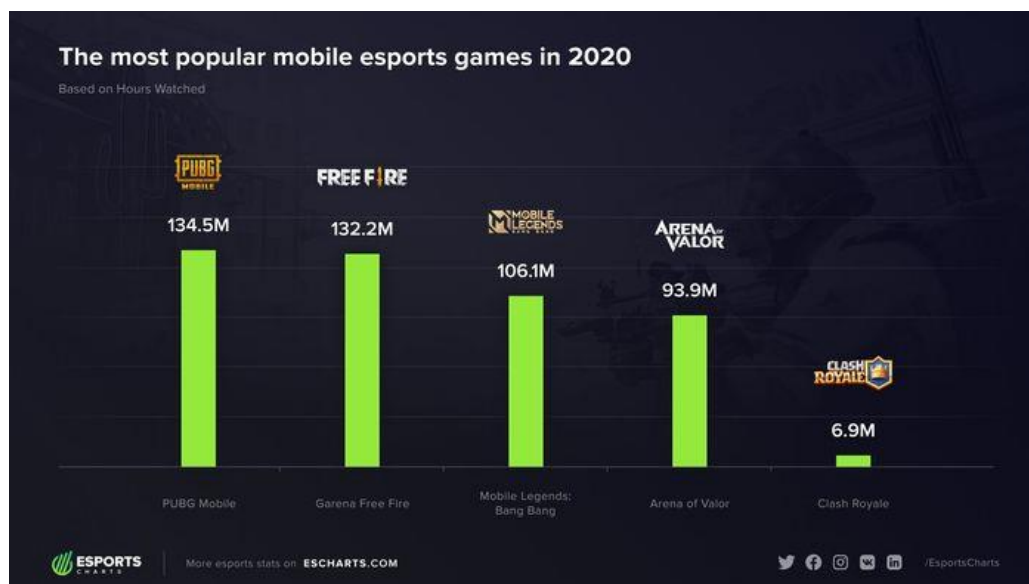 The most popular mobile esports games in 2020
Based on Hours Watched
PUBG
MOBILE
134.5M
FREE FIRE
132.2M
MOBILE
LEGENDS
BANG BANG
106.1M
ARENA OF
VALOR
93.9M
CLASH
ROYALE
6.9M
PUBG Mobile
Garena Free Fire
Mobile Legends:
Bang Bang
Arena of Valor
Clash Royale
ESPORTS
CHARTS
More esports stats on ESCHARTS.COM
/EsportsCharts